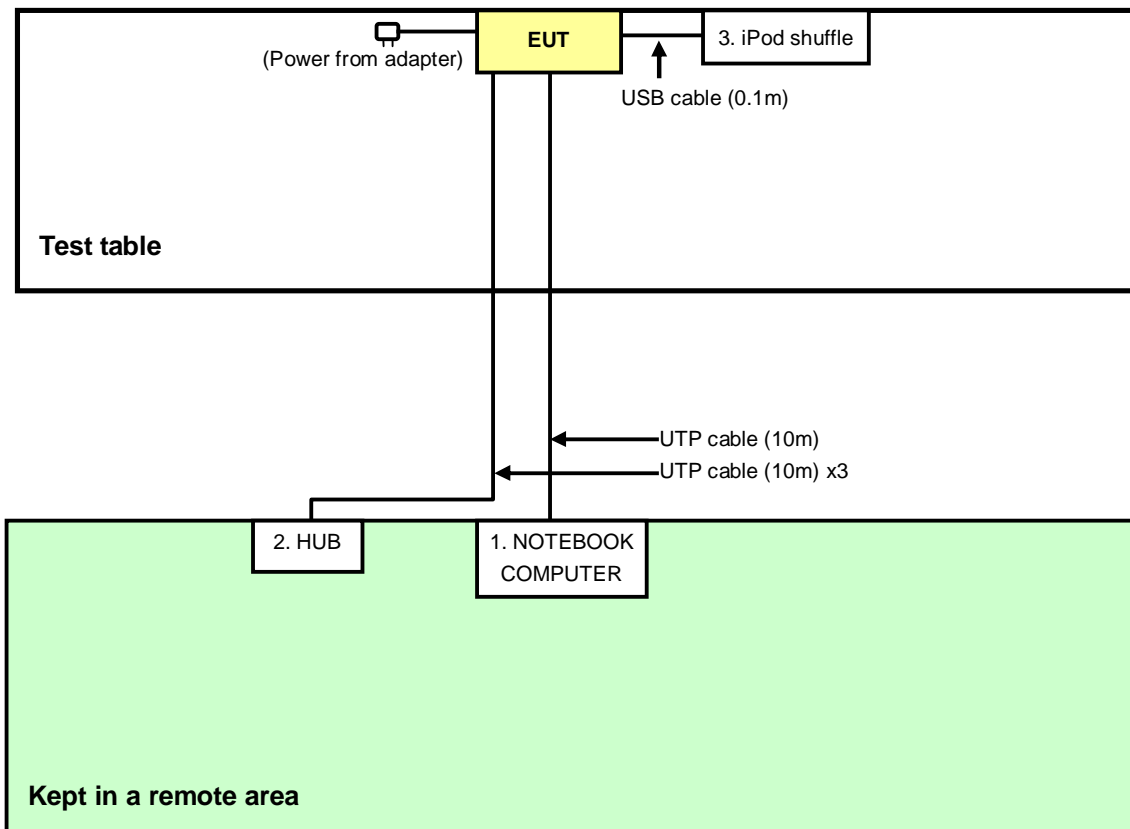 EUT
3. iPod shuffle
(Power from adapter)
USB cable (0.1m)
Test table
UTP cable (10m)
UTP cable (10m) x3
2. HUB
1. NOTEBOOK
COMPUTER
Kept in a remote area